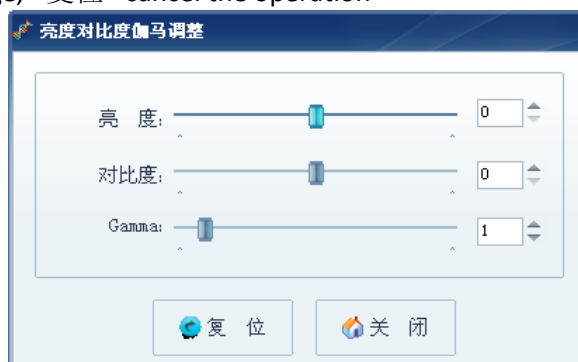 复位 cancel the operation
亮度对比度伽马调整
亮 度: 0
对比度: 0
Gamma: 1
复 位 关 闭